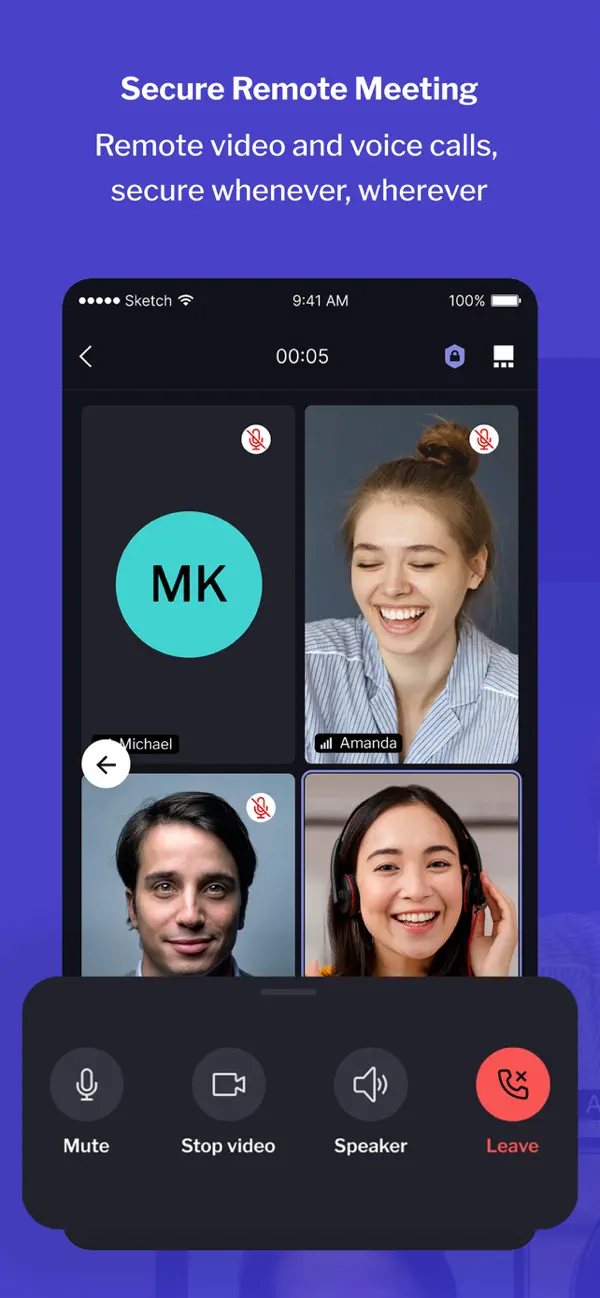 Secure Remote Meeting
Remote video and voice calls,
secure whenever, wherever
Sketch 9:41 AM 100%
00:05
MK
Michael
Amanda
Mute Stop video Speaker Leave